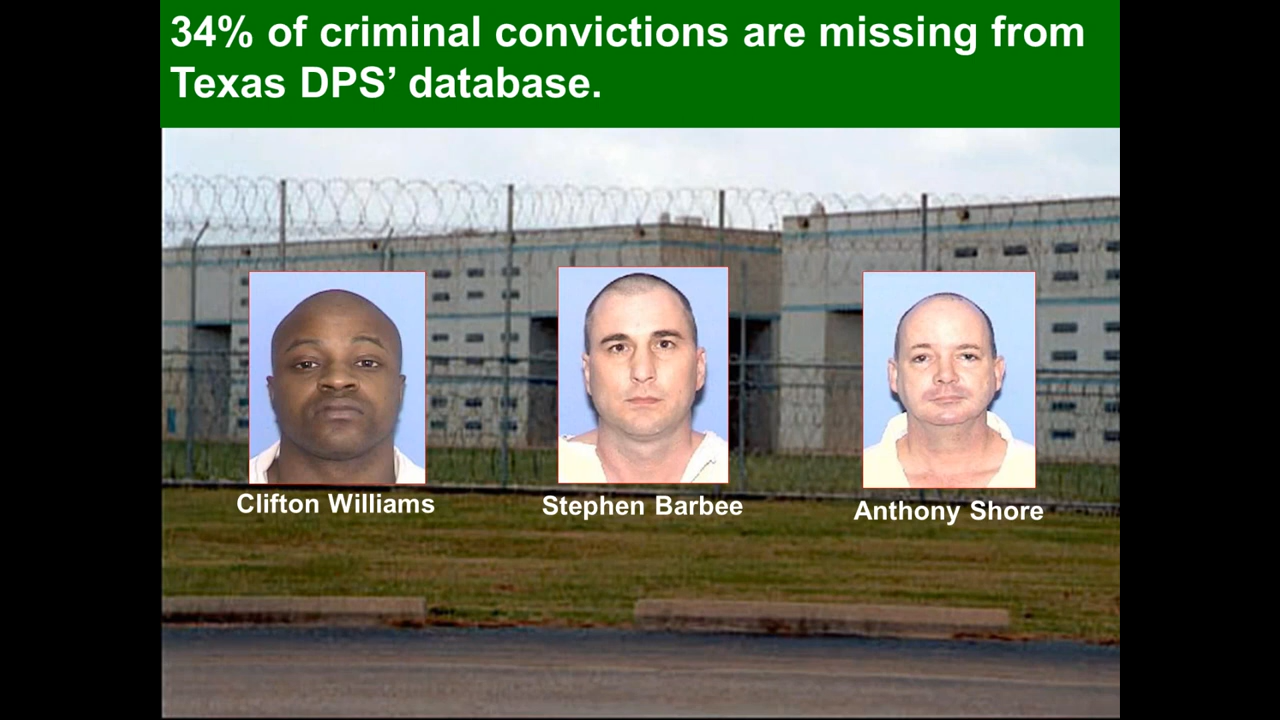 34% of criminal convictions are missing from
Texas DPS’ database.
Clifton Williams
Stephen Barbee
Anthony Shore